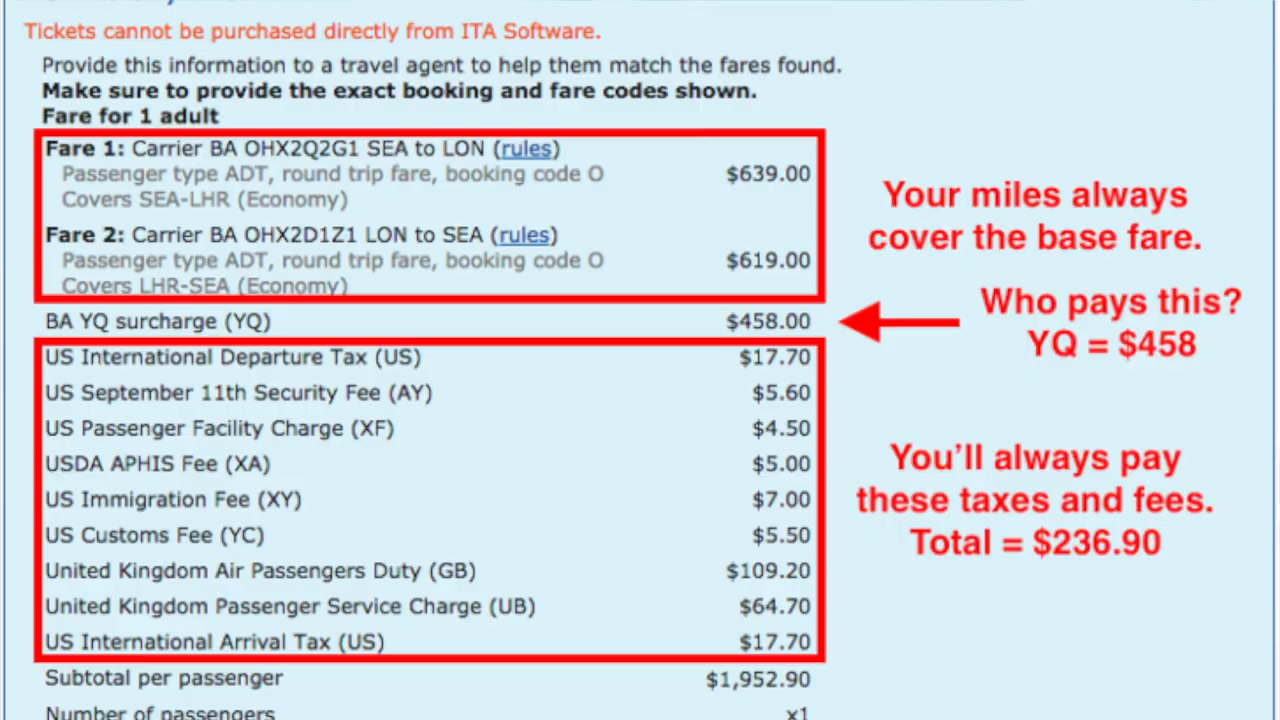 Tickets cannot be purchased directly from ITA Software.
Provide this information to a travel agent to help them match the fares found.
Make sure to provide the exact booking and fare codes shown.
Fare for 1 adult
Fare 1: Carrier BA OHX2Q2G1 SEA to LON (rules)
Passenger type ADT, round trip fare, booking code O $639.00
Covers SEA-LHR (Economy)
Fare 2: Carrier BA OHX2D1Z1 LON to SEA (rules)
Passenger type ADT, round trip fare, booking code O $619.00
Covers LHR-SEA (Economy)
Your miles always
cover the base fare.
BA YQ surcharge (YQ) $458.00
Who pays this?
YQ = $458
US International Departure Tax (US) $17.70
US September 11th Security Fee (AY) $5.60
US Passenger Facility Charge (XF) $4.50
USDA APHIS Fee (XA) $5.00
US Immigration Fee (XY) $7.00
US Customs Fee (YC) $5.50
United Kingdom Air Passengers Duty (GB) $109.20
United Kingdom Passenger Service Charge (UB) $64.70
US International Arrival Tax (US) $17.70
You’ll always pay
these taxes and fees.
Total = $236.90
Subtotal per passenger $1,952.90
Number of passengers x1